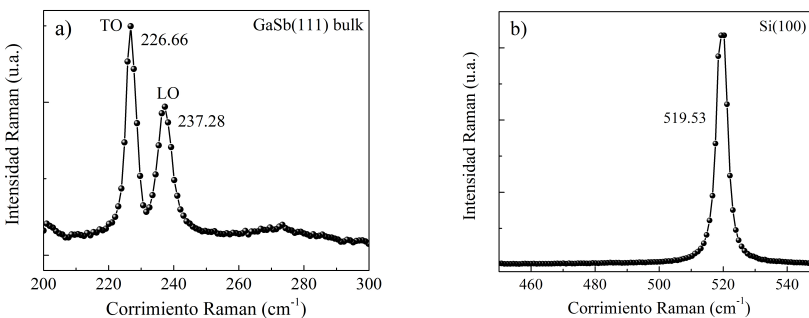 a)
GaSb(111) bulk
TO
226.66
LO
237.28
Intensidad Raman (u.a.)
200 220 240 260 280 300
Corrimiento Raman (cm⁻¹)
b)
Si(100)
519.53
Intensidad Raman (u.a.)
460 480 500 520 540
Corrimiento Raman (cm⁻¹)